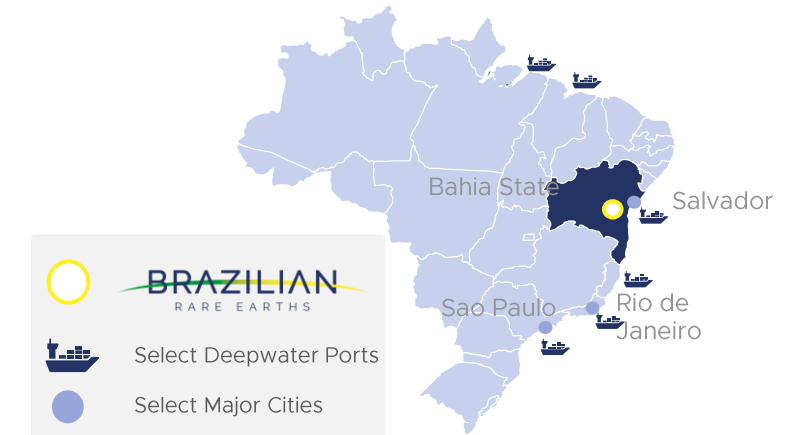 Bahia State
Salvador
Sao Paulo
Rio de
Janeiro
BRAZILIAN
RARE EARTHS
Select Deepwater Ports
Select Major Cities